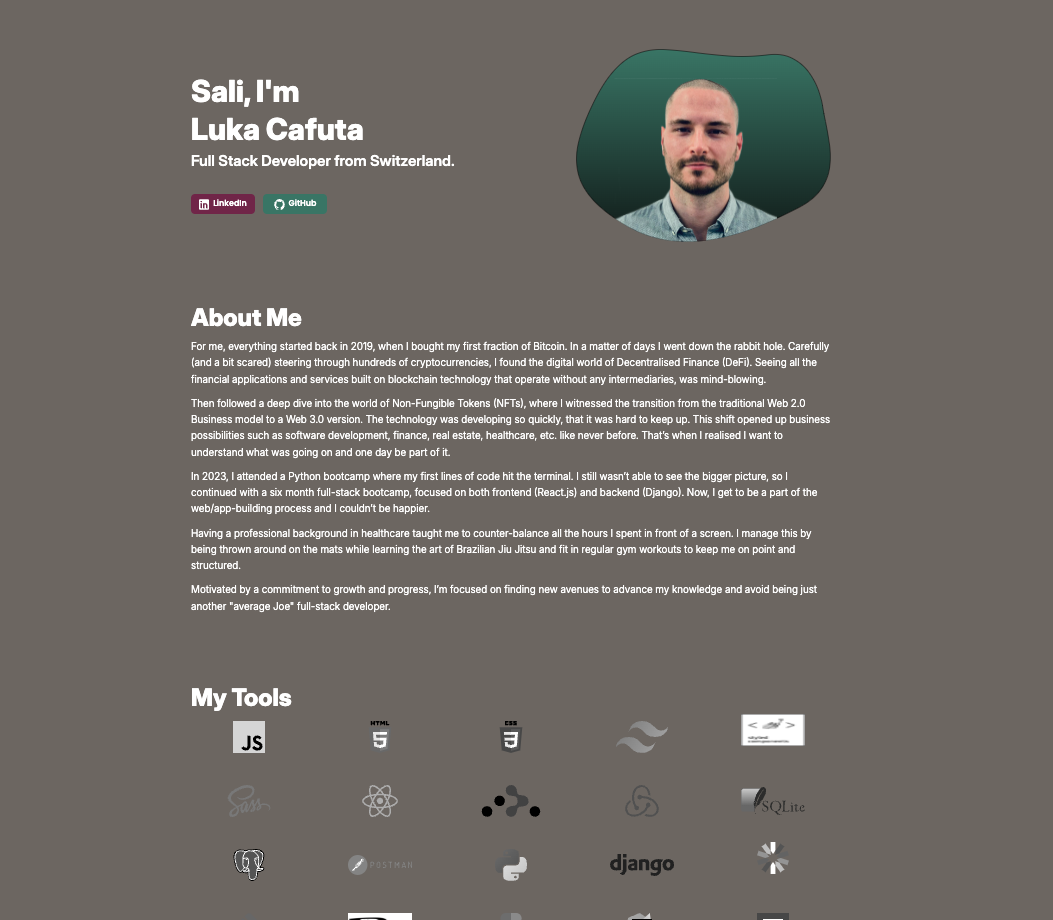 Sali, I'm
Luka Cafuta
Full Stack Developer from Switzerland.
LinkedIn
GitHub
About Me
For me, everything started back in 2019, when I bought my first fraction of Bitcoin. In a matter of days I went down the rabbit hole. Carefully
(and a bit scared) steering through hundreds of cryptocurrencies, I found the digital world of Decentralised Finance (DeFi). Seeing all the
financial applications and services built on blockchain technology that operate without any intermediaries, was mind-blowing.
Then followed a deep dive into the world of Non-Fungible Tokens (NFTs), where I witnessed the transition from the traditional Web 2.0
Business model to a Web 3.0 version. The technology was developing so quickly, that it was hard to keep up. This shift opened up business
possibilities such as software development, finance, real estate, healthcare, etc. like never before. That's when I realised I want to
understand what was going on and one day be part of it.
In 2023, I attended a Python bootcamp where my first lines of code hit the terminal. I still wasn't able to see the bigger picture, so I
continued with a six month full-stack bootcamp, focused on both frontend (React.js) and backend (Django). Now, I get to be a part of the
web/app-building process and I couldn't be happier.
Having a professional background in healthcare taught me to counter-balance all the hours I spent in front of a screen. I manage this by
being thrown around on the mats while learning the art of Brazilian Jiu Jitsu and fit in regular gym workouts to keep me on point and
structured.
Motivated by a commitment to growth and progress, I'm focused on finding new avenues to advance my knowledge and avoid being just
another "average Joe" full-stack developer.
My Tools
JS
HTML
5
CSS
3
Sass
SQLite
POSTMAN
django